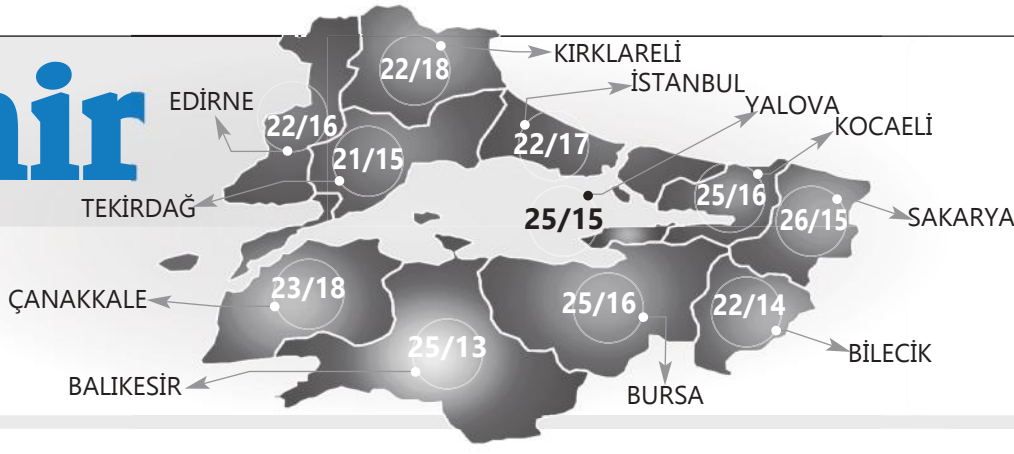 KIRKLARELİ
22/18
İSTANBUL
EDİRNE
YALOVA
22/16
KOCAELİ
22/17
21/15
25/16
TEKİRDAĞ
25/15
26/15
SAKARYA
ÇANAKKALE
23/18
25/16
22/14
25/13
BİLECİK
BALIKESİR
BURSA